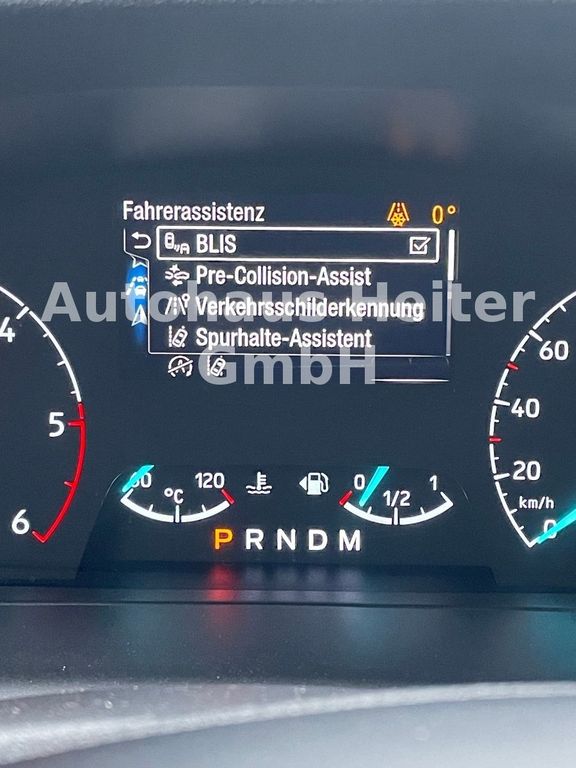 Fahrerassistenz 0°
BLIS
Pre-Collision-Assist
Autohaus Heiter
Verkehrsschilderkennung
Spurhalte-Assistent
GmbH
4
5
6
60
40
20
km/h
0
60 °C 120
0 1/2 1
P R N D M